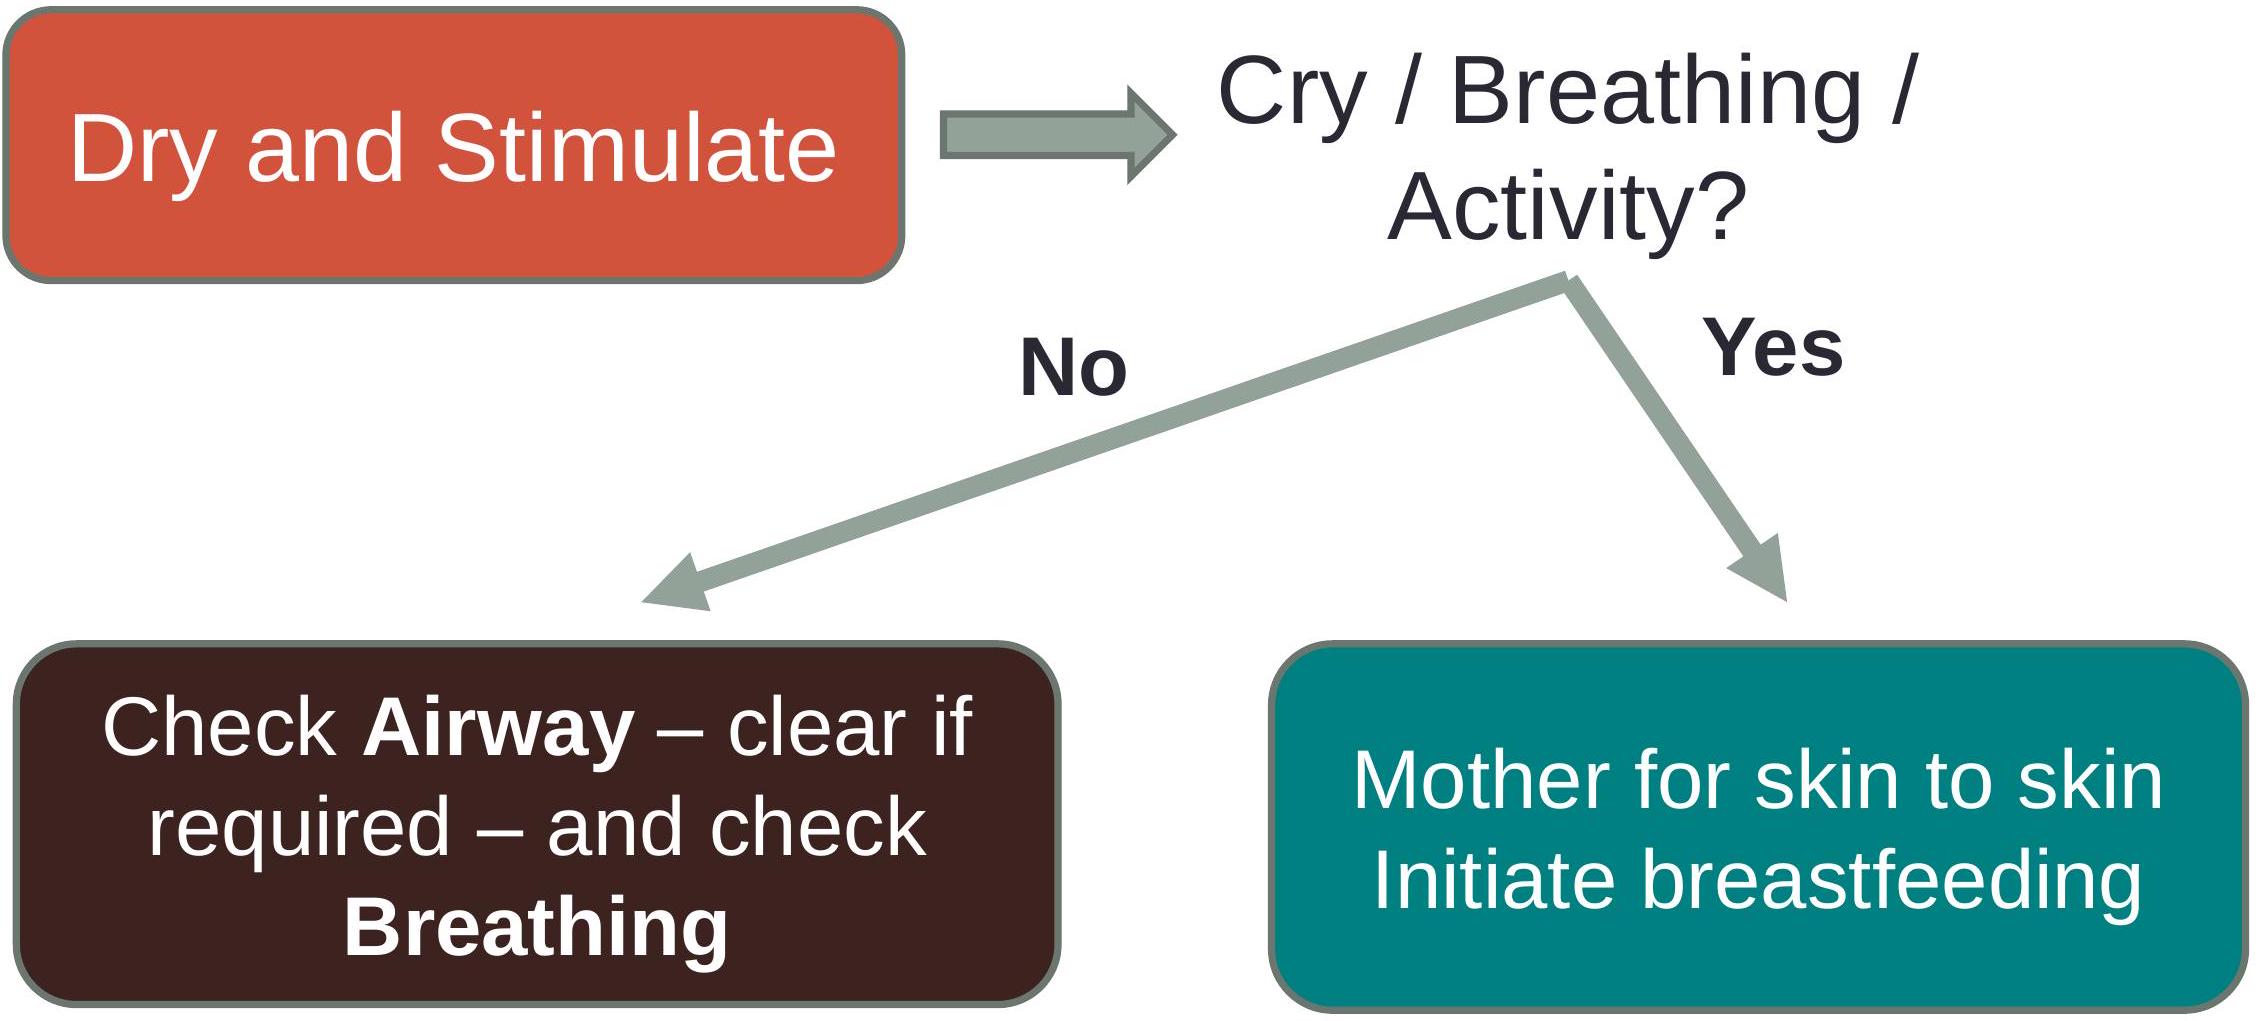 Dry and Stimulate
Cry / Breathing /
Activity?
No
Yes
Check Airway – clear if
required – and check
Breathing
Mother for skin to skin
Initiate breastfeeding